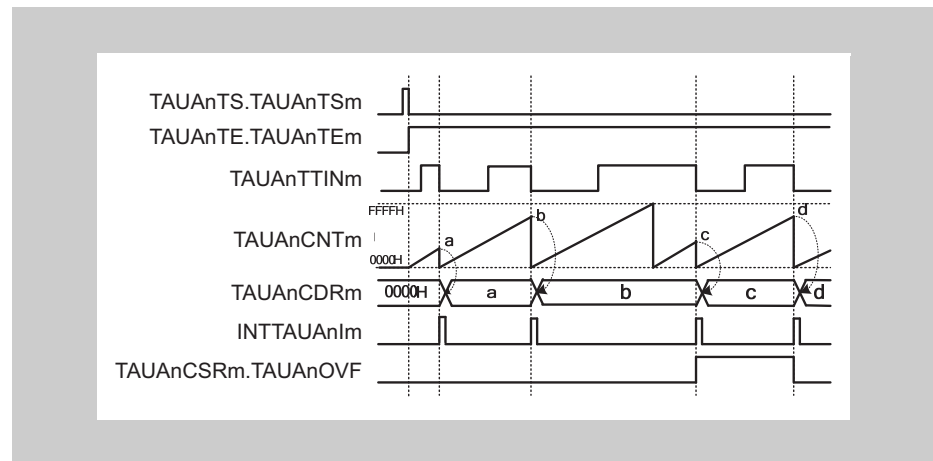 TAUAnTS.TAUAnTSm
TAUAnTE.TAUAnTEm
TAUAnTTINm
FFFFH
TAUAnCNTm
0000H
a
b
c
d
TAUAnCDRm
0000H a b c d
INTTAUAnIm
TAUAnCSRm.TAUAnOVF